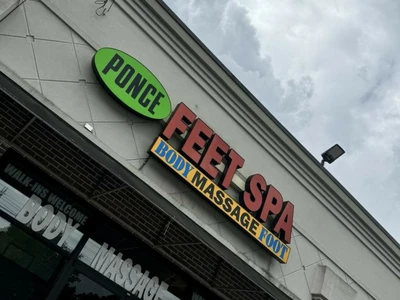 PONCE
FEET SPA
BODY MASSAGE FOOT
WALK-INS WELCOME
BODY MASSAGE